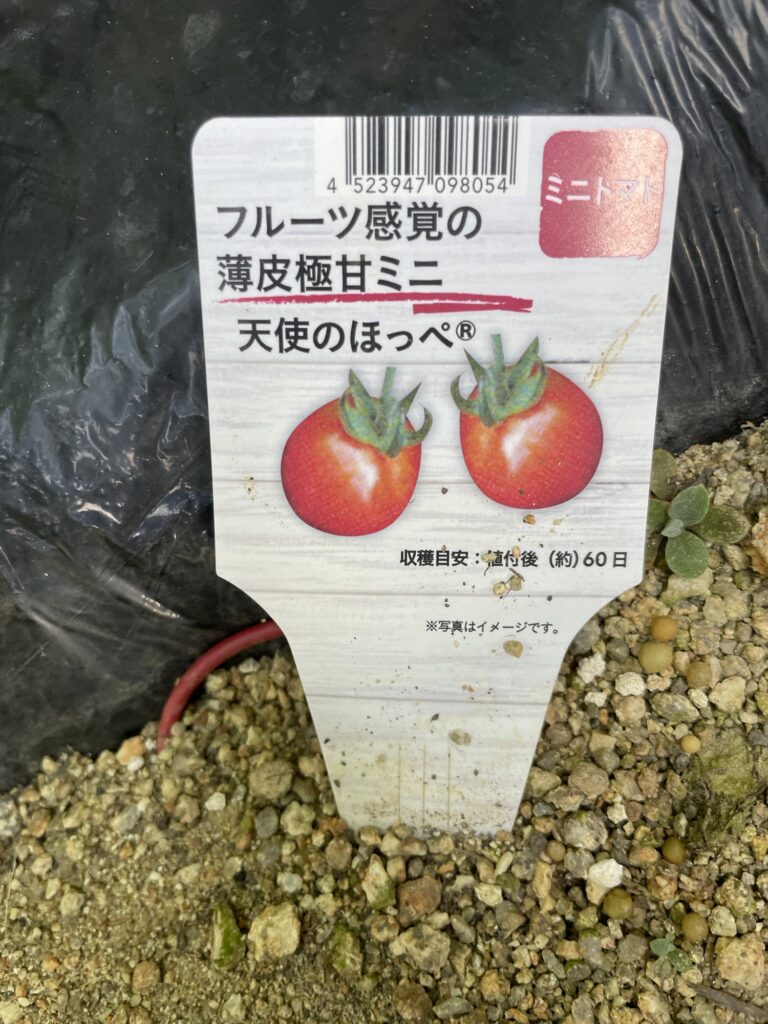 4 523947 098054
ミニトマト
フルーツ感覚の
薄皮極甘ミニ
天使のほっぺ®
収穫目安：植付後（約）60日
※写真はイメージです。